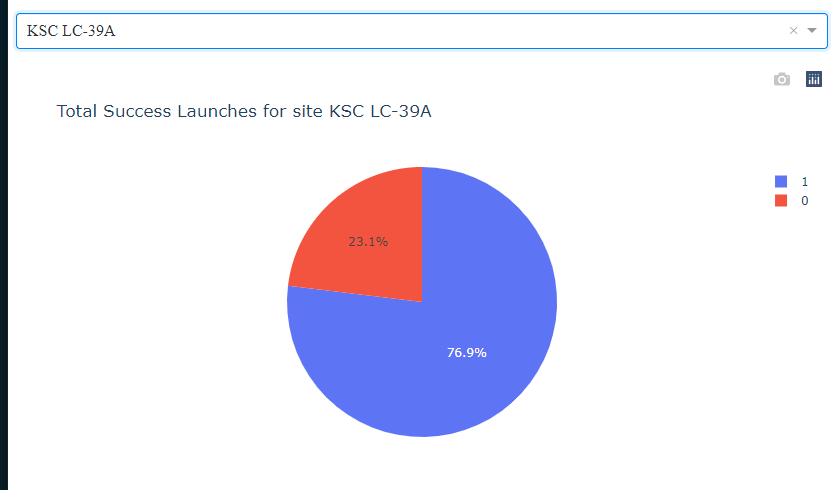 KSC LC-39A
Total Success Launches for site KSC LC-39A
1
0
23.1%
76.9%